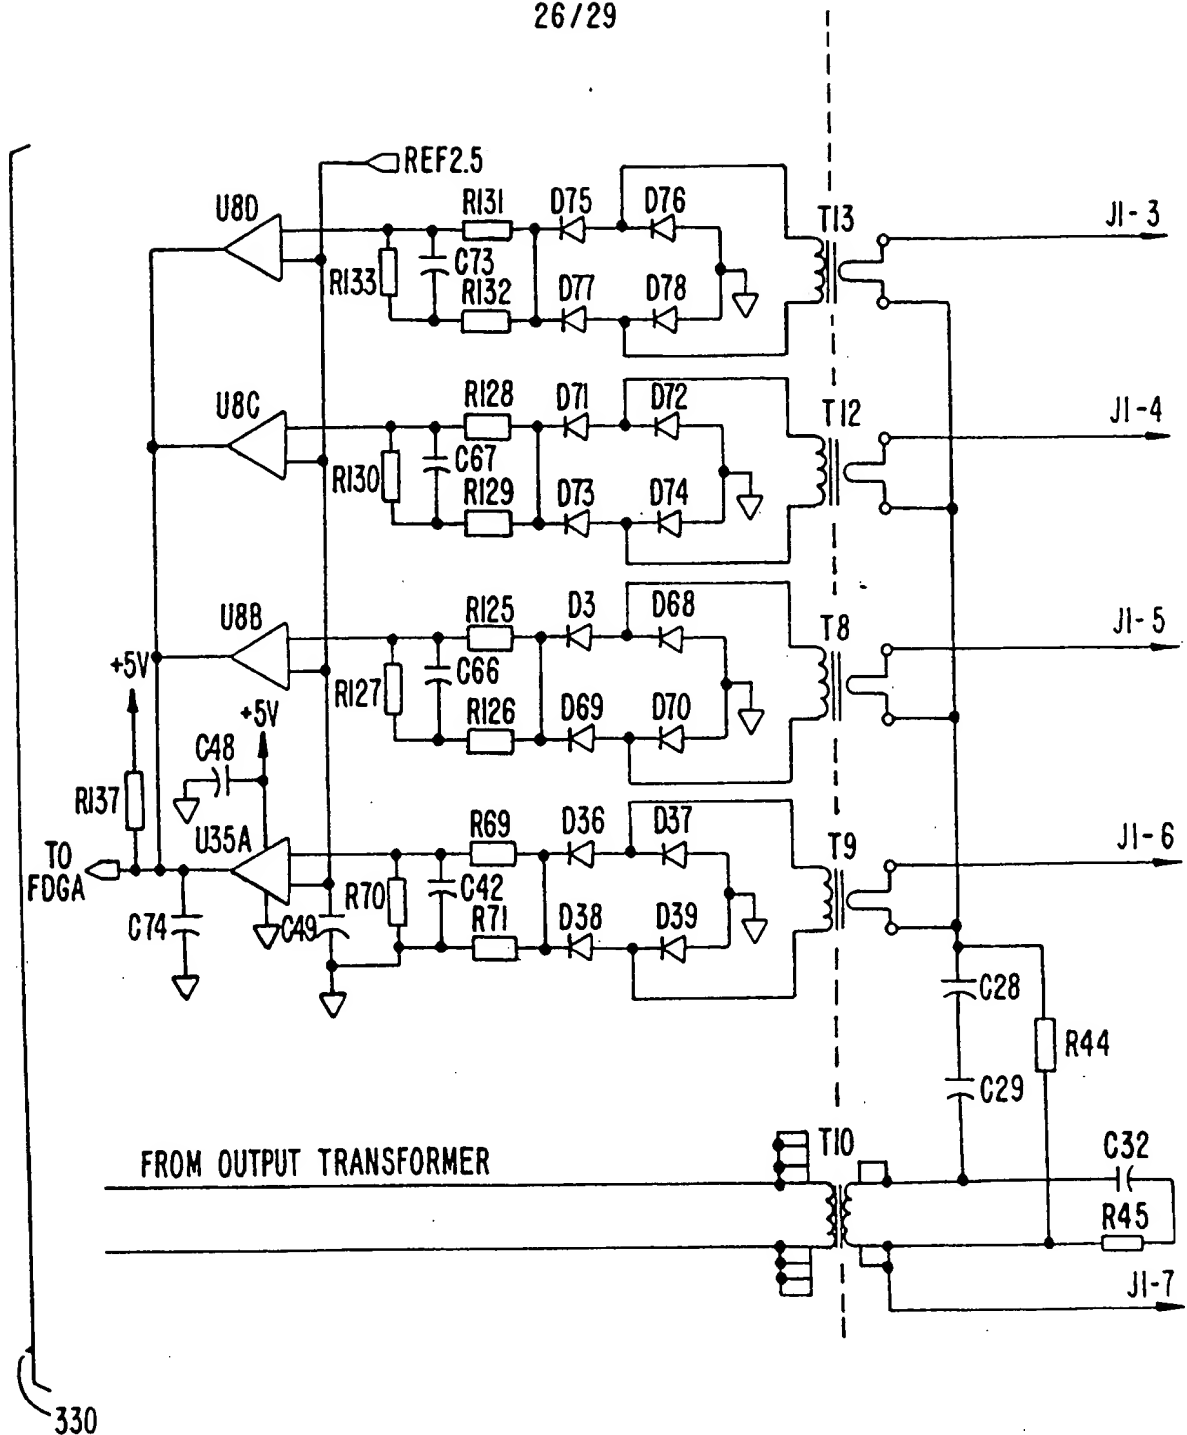 26/29
REF2.5
U8D
R131
D75
D76
T13
J1-3
R133
C73
R132
D77
D78
U8C
R128
D71
D72
T12
J1-4
R130
C67
R129
D73
D74
U8B
R125
D3
D68
T8
J1-5
+5V
R127
C66
R126
D69
D70
+5V
C48
R137
U35A
R69
D36
D37
T9
J1-6
TO
FDGA
R70
C42
C74
C49
R71
D38
D39
C28
R44
C29
FROM OUTPUT TRANSFORMER
T10
C32
R45
J1-7
330